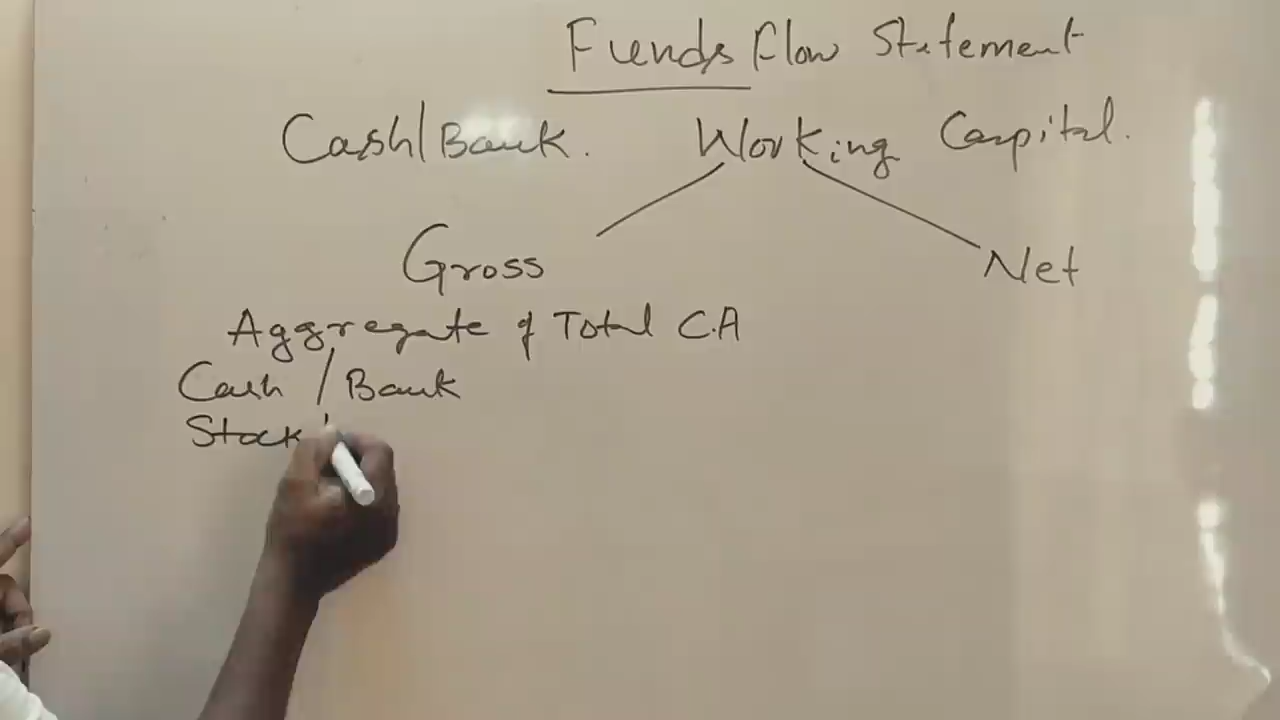 Funds Flow Statement
Cash/Bank. Working Capital.
Gross Net
Aggregate of Total C.A
Cash / Bank
Stock